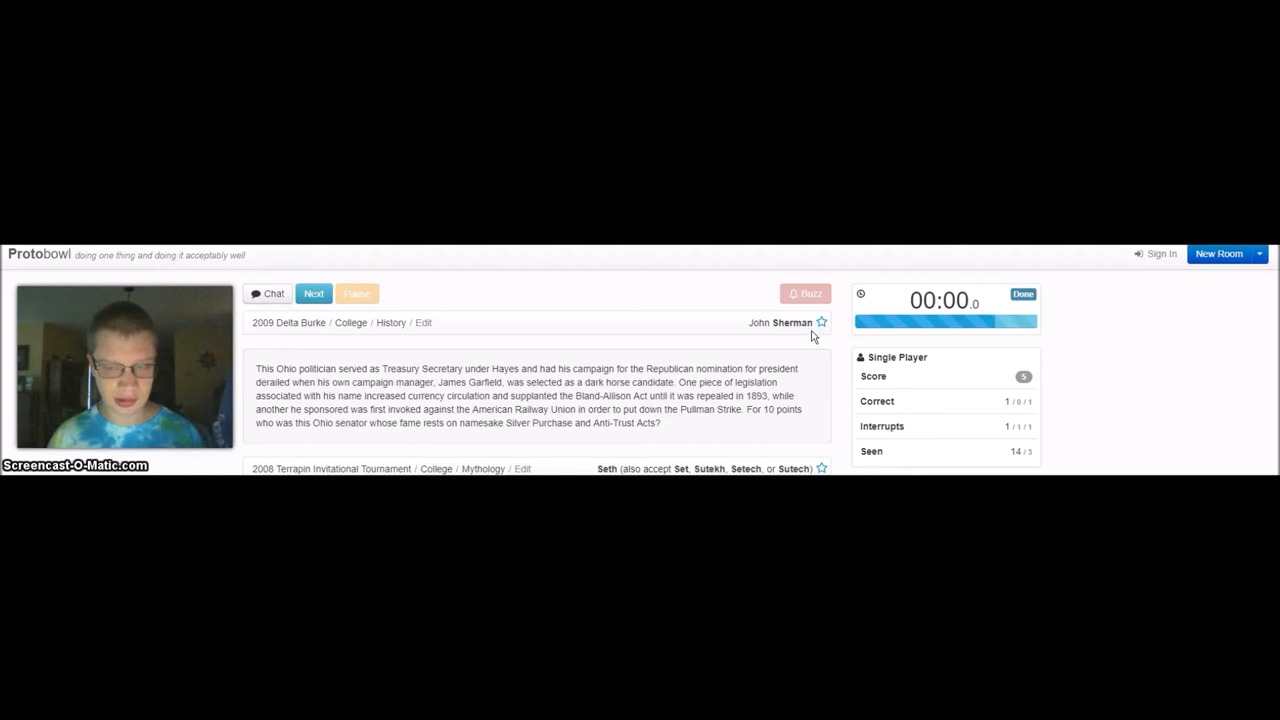 Protobowl doing one thing and doing it acceptably well
Sign In New Room
Chat Next Pause Buzz
2009 Delta Burke / College / History / Edit John Sherman
This Ohio politician served as Treasury Secretary under Hayes and had his campaign for the Republican nomination for president
derailed when his own campaign manager, James Garfield, was selected as a dark horse candidate. One piece of legislation
associated with his name increased currency circulation and supplanted the Bland-Allison Act until it was repealed in 1893, while
another he sponsored was first invoked against the American Railway Union in order to put down the Pullman Strike. For 10 points
who was this Ohio senator whose fame rests on namesake Silver Purchase and Anti-Trust Acts?
2008 Terrapin Invitational Tournament / College / Mythology / Edit Seth (also accept Set, Sutekh, Setech, or Sutech)
00:00.0 Done
Single Player
Score 5
Correct 1 / 0 / 1
Interrupts 1 / 1 / 1
Seen 14 / 3
Screencast-O-Matic.com